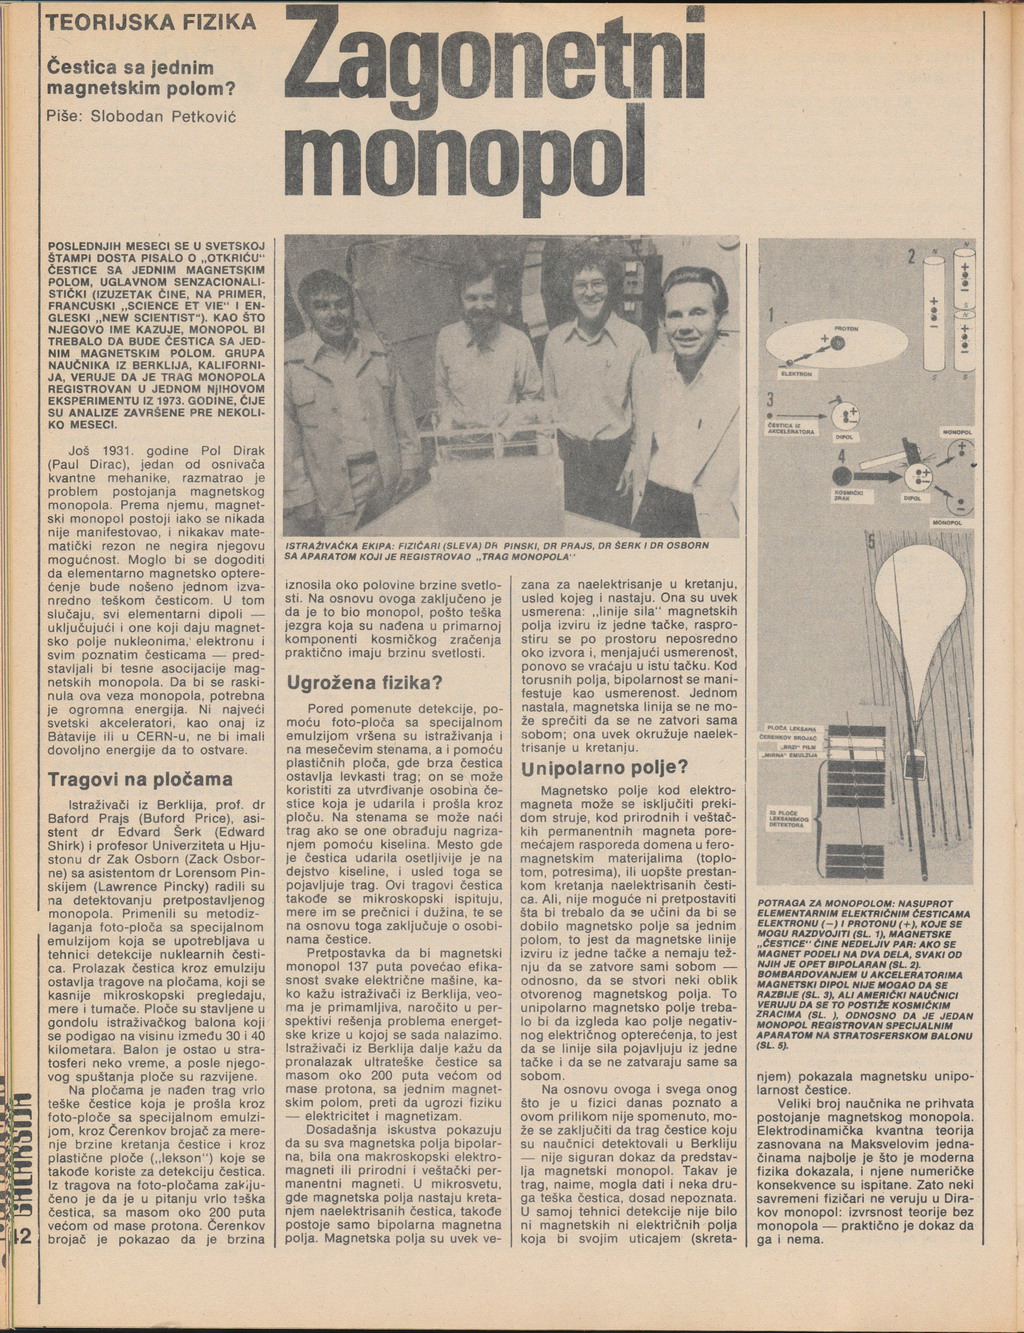 TEORIJSKA FIZIKA
Čestica sa jednim
magnetskim polom?
Piše: Slobodan Petković
Zagonetni
monopol
POSLEDNJIH MESECI SE U SVETSKOJ
ŠTAMPI DOSTA PISALO O „OTKRIĆU"
ČESTICE SA JEDNIM MAGNETSKIM
POLOM, UGLAVNOM SENZACIONALI-
STIČKI (IZUZETAK ČINE, NA PRIMER,
FRANCUSKI „SCIENCE ET VIE" I EN-
GLESKI „NEW SCIENTIST"). KAO ŠTO
NJEGOVO IME KAZUJE, MONOPOL BI
TREBALO DA BUDE ČESTICA SA JED-
NIM MAGNETSKIM POLOM. GRUPA
NAUČNIKA IZ BERKLIJA, KALIFORNI-
JA, VERUJE DA JE TRAG MONOPOLA
REGISTROVAN U JEDNOM NjIHOVOM
EKSPERIMENTU IZ 1973. GODINE, ČIJE
SU ANALIZE ZAVRŠENE PRE NEKOLI-
KO MESECI.
Još 1931. godine Pol Dirak
(Paul Dirac), jedan od osnivača
kvantne mehanike, razmatrao je
problem postojanja magnetskog
monopola. Prema njemu, magnet-
ski monopol postoji iako se nikada
nije manifestovao, i nikakav mate-
matički rezon ne negira njegovu
mogućnost. Moglo bi se dogoditi
da elementarno magnetsko optere-
ćenje bude nošeno jednom izva-
nredno teškom česticom. U tom
slučaju, svi elementarni dipoli —
uključujući i one koji daju magnet-
sko polje nukleonima, elektronu i
svim poznatim česticama — pred-
stavljali bi tesne asocijacije mag-
netskih monopola. Da bi se raski-
nula ova veza monopola, potrebna
je ogromna energija. Ni najveći
svetski akceleratori, kao onaj iz
Batavije ili u CERN-u, ne bi imali
dovoljno energije da to ostvare.
Tragovi na pločama
Istraživači iz Berklija, prof. dr
Baford Prajs (Buford Price), asi-
stent dr Edvard Šerk (Edward
Shirk) i profesor Univerziteta u Hju-
stonu dr Zak Osborn (Zack Osbor-
ne) sa asistentom dr Lorensom Pin-
skijem (Lawrence Pincky) radili su
na detektovanju pretpostavljenog
monopola. Primenili su metodiz-
laganja foto-ploča sa specijalnom
emulzijom koja se upotrebljava u
tehnici detekcije nuklearnih česti-
ca. Prolazak čestica kroz emulziju
ostavlja tragove na pločama, koji se
kasnije mikroskopski pregledaju,
mere i tumače. Ploče su stavljene u
gondolu istraživačkog balona koji
se podigao na visinu između 30 i 40
kilometara. Balon je ostao u stra-
tosferi neko vreme, a posle njego-
vog spuštanja ploče su razvijene.
Na pločama je nađen trag vrlo
teške čestice koja je prošla kroz
foto-ploče sa specijalnom emulzi-
jom, kroz Čerenkov brojač za mere-
nje brzine kretanja čestice i kroz
plastične ploče („lekson") koje se
takođe koriste za detekciju čestica.
Iz tragova na foto-pločama zaklju-
čeno je da je u pitanju vrlo teška
čestica, sa masom oko 200 puta
većom od mase protona. Čerenkov
brojač je pokazao da je brzina
ISTRAŽIVAČKA EKIPA: FIZIČARI (SLEVA) DR PINSKI, DR PRAJS, DR ŠERK I DR OSBORN
SA APARATOM KOJI JE REGISTROVAO „TRAG MONOPOLA"
iznosila oko polovine brzine svetlo-
sti. Na osnovu ovoga zaključeno je
da je to bio monopol, pošto teška
jezgra koja su nađena u primarnoj
komponenti kosmičkog zračenja
praktično imaju brzinu svetlosti.
Ugrožena fizika?
Pored pomenute detekcije, po-
moću foto-ploča sa specijalnom
emulzijom vršena su istraživanja i
na mesečevim stenama, a i pomoću
plastičnih ploča, gde brza čestica
ostavlja levkasti trag; on se može
koristiti za utvrđivanje osobina če-
stice koja je udarila i prošla kroz
ploču. Na stenama se može naći
trag ako se one obrađuju nagriza-
njem pomoću kiselina. Mesto gde
je čestica udarila osetljivije je na
dejstvo kiseline, i usled toga se
pojavljuje trag. Ovi tragovi čestica
takođe se mikroskopski ispituju,
mere im se prečnici i dužina, te se
na osnovu toga zaključuje o osobi-
nama čestice.
Pretpostavka da bi magnetski
monopol 137 puta povećao efika-
snost svake električne mašine, ka-
ko kažu istraživači iz Berklija, veo-
ma je primamljiva, naročito u per-
spektivi rešenja problema energet-
ske krize u kojoj se sada nalazimo.
Istraživači iz Berklija dalje kažu da
pronalazak ultrateške čestice sa
masom oko 200 puta većom od
mase protona, sa jednim magnet-
skim polom, preti da ugrozi fiziku
— elektricitet i magnetizam.
Dosadašnja iskustva pokazuju
da su sva magnetska polja bipolar-
na, bila ona makroskopski elektro-
magneti ili prirodni i veštački per-
manentni magneti. U mikrosvetu,
gde magnetska polja nastaju kreta-
njem naelektrisanih čestica, takođe
postoje samo bipolarna magnetna
polja. Magnetska polja su uvek ve-
zana za naelektrisanje u kretanju,
usled kojeg i nastaju. Ona su uvek
usmerena: „linije sila" magnetskih
polja izviru iz jedne tačke, raspro-
stiru se po prostoru neposredno
oko izvora i, menjajući usmerenost,
ponovo se vraćaju u istu tačku. Kod
torusnih polja, bipolarnost se mani-
festuje kao usmerenost. Jednom
nastala, magnetska linija se ne mo-
že sprečiti da se ne zatvori sama
sobom; ona uvek okružuje naelek-
trisanje u kretanju.
Unipolarno polje?
Magnetsko polje kod elektro-
magneta može se isključiti preki-
dom struje, kod prirodnih i veštač-
kih permanentnih magneta pore-
mećajem rasporeda domena u fero-
magnetskim materijalima (toplo-
tom, potresima), ili uopšte prestan-
kom kretanja naelektrisanih česti-
ca. Ali, nije moguće ni pretpostaviti
šta bi trebalo da se učini da bi se
dobilo magnetsko polje sa jednim
polom, to jest da magnetske linije
izviru iz jedne tačke a nemaju tež-
nju da se zatvore sami sobom —
odnosno, da se stvori neki oblik
otvorenog magnetskog polja. To
unipolarno magnetsko polje treba-
lo bi da izgleda kao polje negativ-
nog električnog opterećenja, to jest
da se linije sila pojavljuju iz jedne
tačke i da se ne zatvaraju same sa
sobom.
Na osnovu ovoga i svega onog
što je u fizici danas poznato a
ovom prilikom nije spomenuto, mo-
že se zaključiti da trag čestice koju
su naučnici detektovali u Berkliju
— nije siguran dokaz da predstav-
lja magnetski monopol. Takav je
trag, naime, mogla dati i neka dru-
ga teška čestica, dosad nepoznata.
U samoj tehnici detekcije nije bilo
ni magnetskih ni električnih polja
koja bi svojim uticajem (skreta-
1
PROTON
ELEKTRON
2
N
N
S
N
S
S
3
ČESTICA IZ
AKCELERATORA
DIPOL
4
KOSMIČKI
ZRAK
DIPOL
MONOPOL
MONOPOL
5
PLOČA LEKSANA
ČERENKOV BROJAČ
„BRZI" FILM
„MIRNA" EMULZIJA
33 PLOČE
LEKSANSKOG
DETEKTORA
POTRAGA ZA MONOPOLOM: NASUPROT
ELEMENTARNIM ELEKTRIČNIM ČESTICAMA
ELEKTRONU (−) I PROTONU (+), KOJE SE
MOGU RAZDVOJITI (SL. 1), MAGNETSKE
„ČESTICE" ČINE NEDELJIV PAR: AKO SE
MAGNET PODELI NA DVA DELA, SVAKI OD
NJIH JE OPET BIPOLARAN (SL. 2).
BOMBARDOVANJEM U AKCELERATORIMA
MAGNETSKI DIPOL NIJE MOGAO DA SE
RAZBIJE (SL. 3), ALI AMERIČKI NAUČNICI
VERUJU DA SE TO POSTIŽE KOSMIČKIM
ZRACIMA (SL. ), ODNOSNO DA JE JEDAN
MONOPOL REGISTROVAN SPECIJALNIM
APARATOM NA STRATOSFERSKOM BALONU
(SL. 5).
njem) pokazala magnetsku unipo-
larnost čestice.
Veliki broj naučnika ne prihvata
postojanje magnetskog monopola.
Elektrodinamička kvantna teorija
zasnovana na Maksvelovim jedna-
činama najbolje je što je moderna
fizika dokazala, i njene numeričke
konsekvence su ispitane. Zato neki
savremeni fizičari ne veruju u Dira-
kov monopol: izvrsnost teorije bez
monopola — praktično je dokaz da
ga i nema.
GALAKSIJA
42